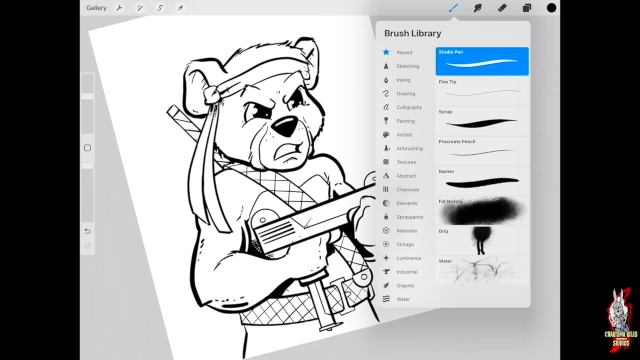 Gallery
Brush Library
Recent
Sketching
Inking
Drawing
Calligraphy
Painting
Artistic
Airbrushing
Textures
Abstract
Charcoals
Elements
Spraypaints
Materials
Vintage
Luminance
Industrial
Organic
Water
Studio Pen
Fine Tip
Syrup
Procreate Pencil
Marker
Fat Nozzle
Drip
Water
STUDIOS